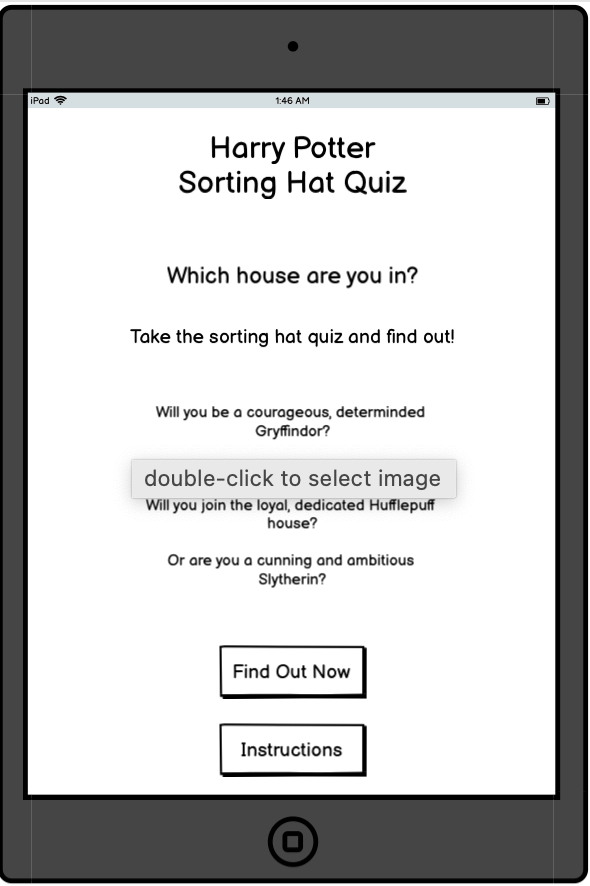 iPad 1:46 AM
Harry Potter
Sorting Hat Quiz
Which house are you in?
Take the sorting hat quiz and find out!
Will you be a courageous, determinded
Gryffindor?
double-click to select image
Will you join the loyal, dedicated Hufflepuff
house?
Or are you a cunning and ambitious
Slytherin?
Find Out Now
Instructions